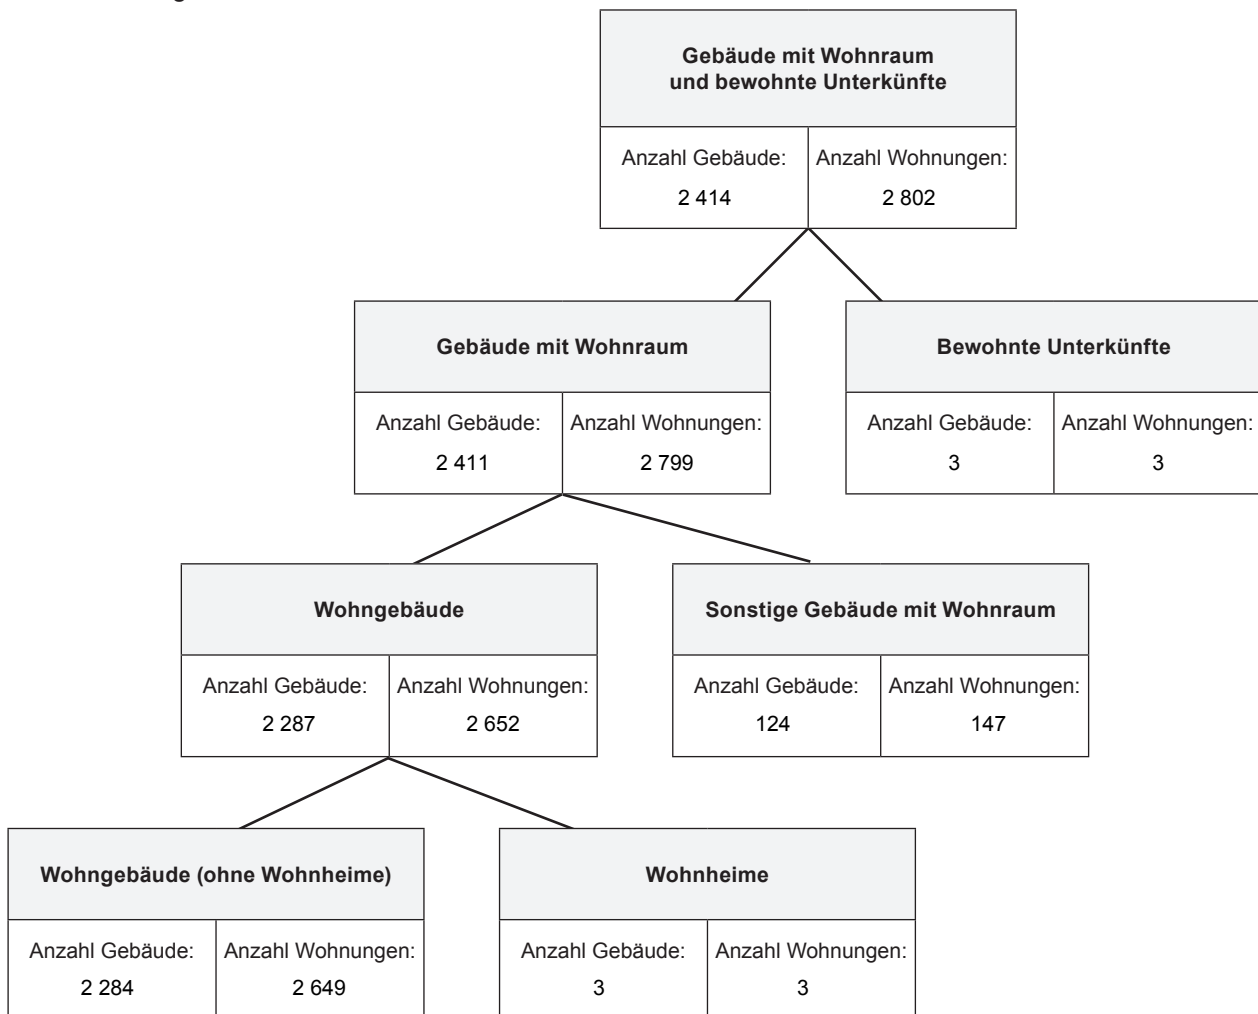 Gebäude mit Wohnraum
und bewohnte Unterkünfte
Anzahl Gebäude: Anzahl Wohnungen:
2 414 2 802
Gebäude mit Wohnraum Bewohnte Unterkünfte
Anzahl Gebäude: Anzahl Wohnungen: Anzahl Gebäude: Anzahl Wohnungen:
2 411 2 799 3 3
Wohngebäude Sonstige Gebäude mit Wohnraum
Anzahl Gebäude: Anzahl Wohnungen: Anzahl Gebäude: Anzahl Wohnungen:
2 287 2 652 124 147
Wohngebäude (ohne Wohnheime) Wohnheime
Anzahl Gebäude: Anzahl Wohnungen: Anzahl Gebäude: Anzahl Wohnungen:
2 284 2 649 3 3